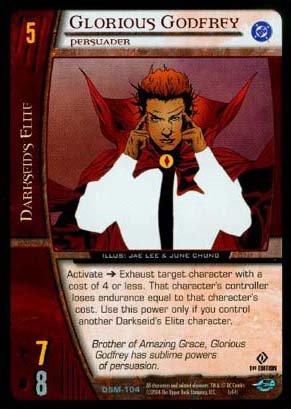 5
Glorious Godfrey
Persuader
DC
Darkseid's Elite
Illus: Jae Lee & June Chung
Activate → Exhaust target character with a
cost of 4 or less. That character's controller
loses endurance equal to that character's
cost. Use this power only if you control
another Darkseid's Elite character.
Brother of Amazing Grace, Glorious
Godfrey has sublime powers
of persuasion.
7
8
1st Edition
DSM-104